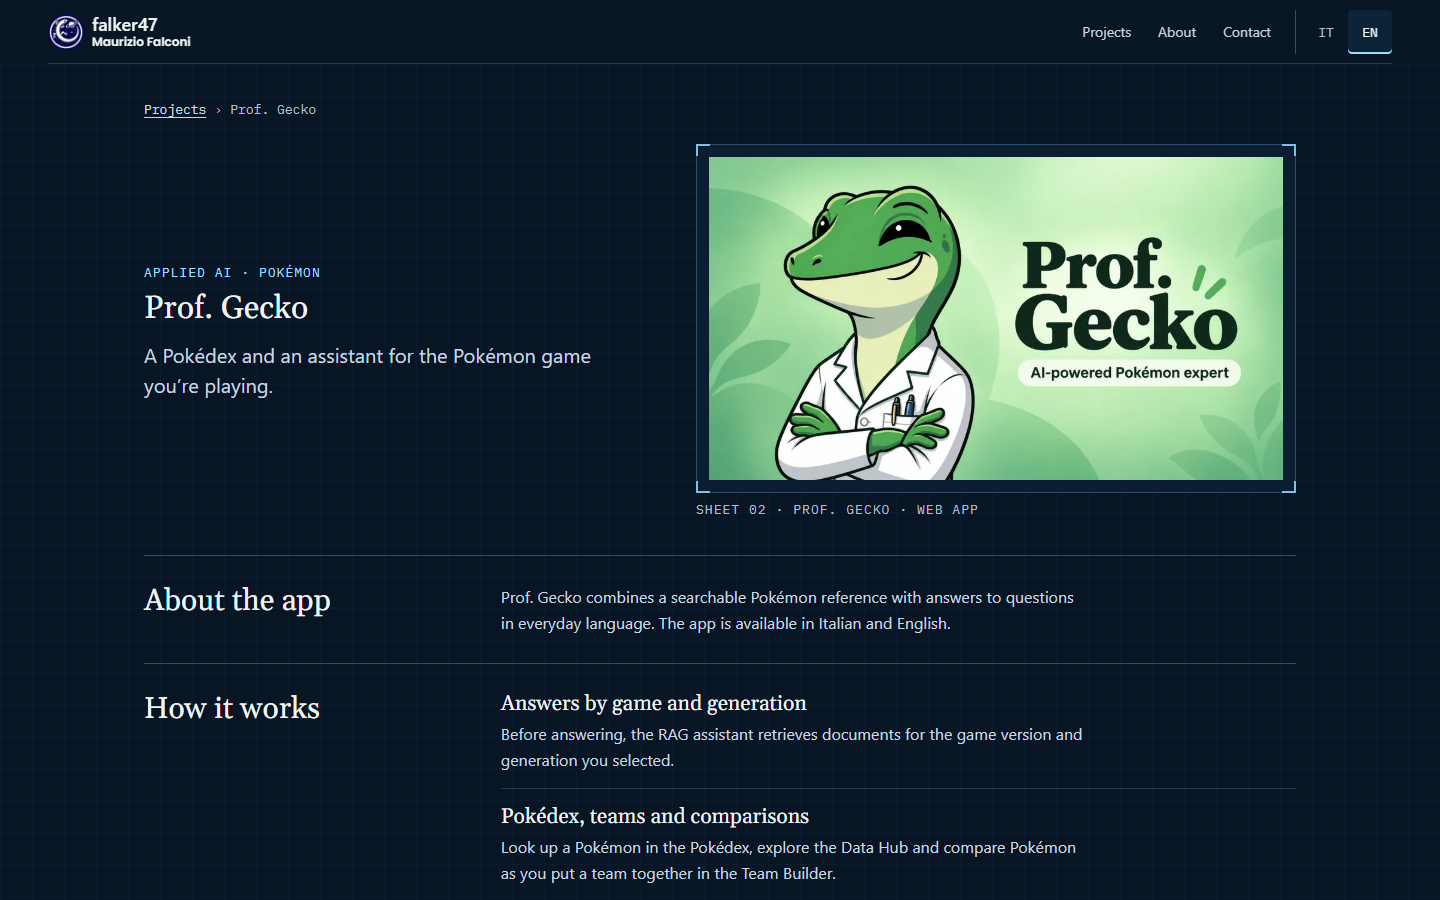 falker47
Maurizio Falconi
Projects
About
Contact
IT
EN
Projects › Prof. Gecko
APPLIED AI · POKÉMON
Prof. Gecko
A Pokédex and an assistant for the Pokémon game
you’re playing.
Prof.
Gecko
AI-powered Pokémon expert
SHEET 02 · PROF. GECKO · WEB APP
About the app
Prof. Gecko combines a searchable Pokémon reference with answers to questions
in everyday language. The app is available in Italian and English.
How it works
Answers by game and generation
Before answering, the RAG assistant retrieves documents for the game version and
generation you selected.
Pokédex, teams and comparisons
Look up a Pokémon in the Pokédex, explore the Data Hub and compare Pokémon
as you put a team together in the Team Builder.